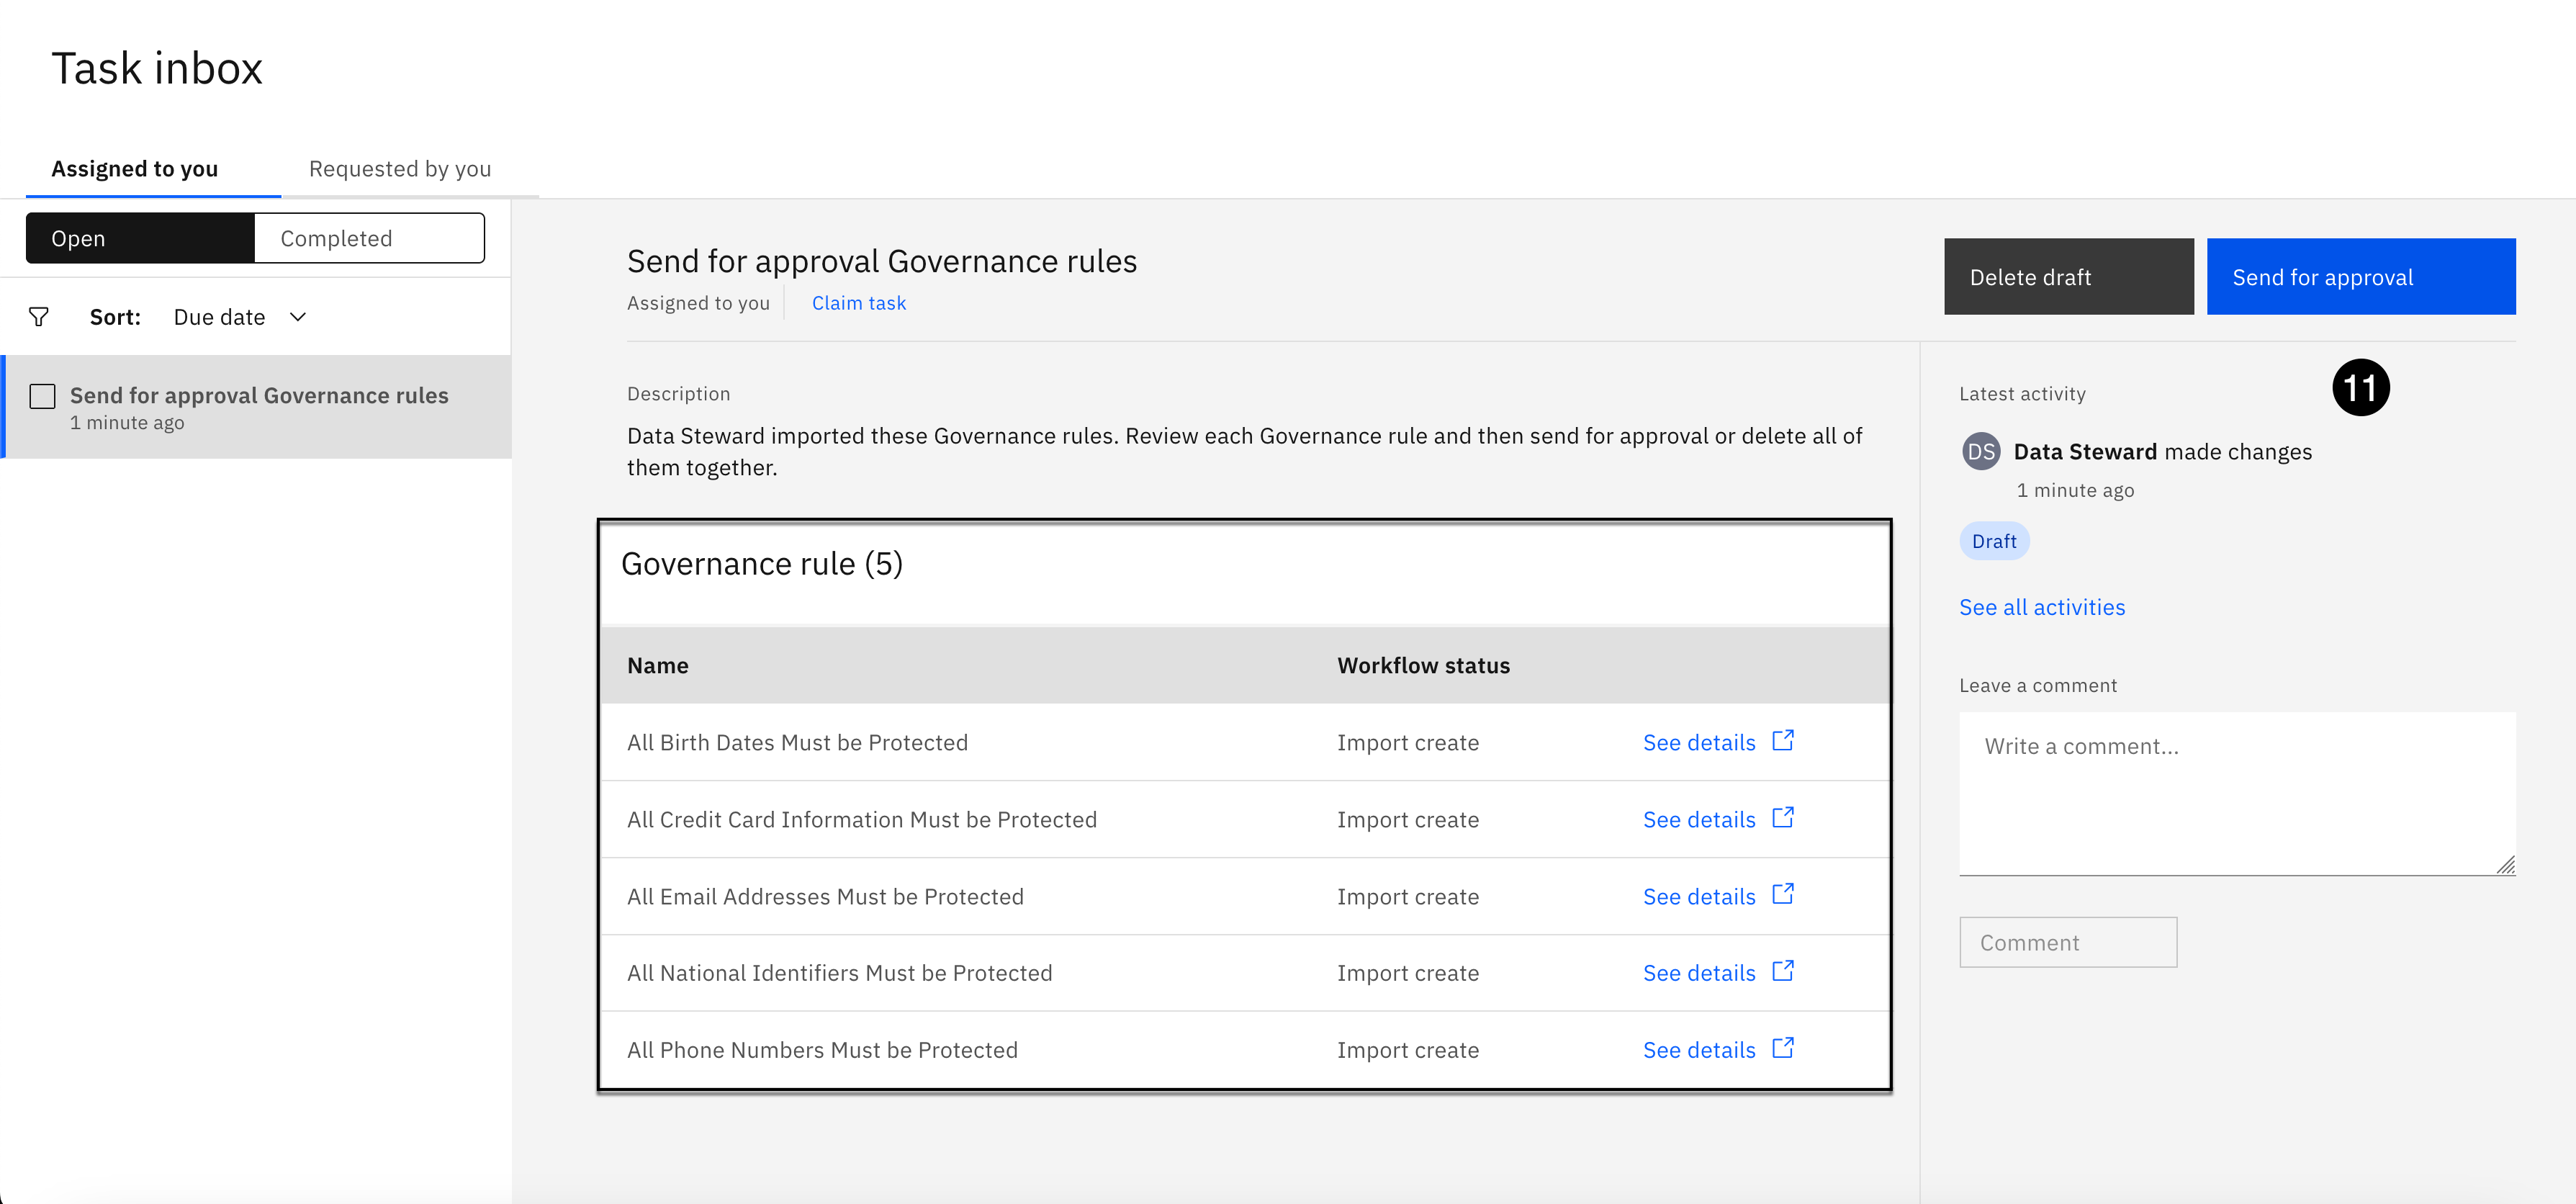 Task inbox
Assigned to you
Requested by you
Open
Completed
Sort:
Due date
Send for approval Governance rules
1 minute ago
Send for approval Governance rules
Assigned to you
Claim task
Delete draft
Send for approval
11
Description
Data Steward imported these Governance rules. Review each Governance rule and then send for approval or delete all of
them together.
Governance rule (5)
Name
Workflow status
All Birth Dates Must be Protected
Import create
See details
All Credit Card Information Must be Protected
Import create
See details
All Email Addresses Must be Protected
Import create
See details
All National Identifiers Must be Protected
Import create
See details
All Phone Numbers Must be Protected
Import create
See details
Latest activity
DS
Data Steward made changes
1 minute ago
Draft
See all activities
Leave a comment
Write a comment...
Comment